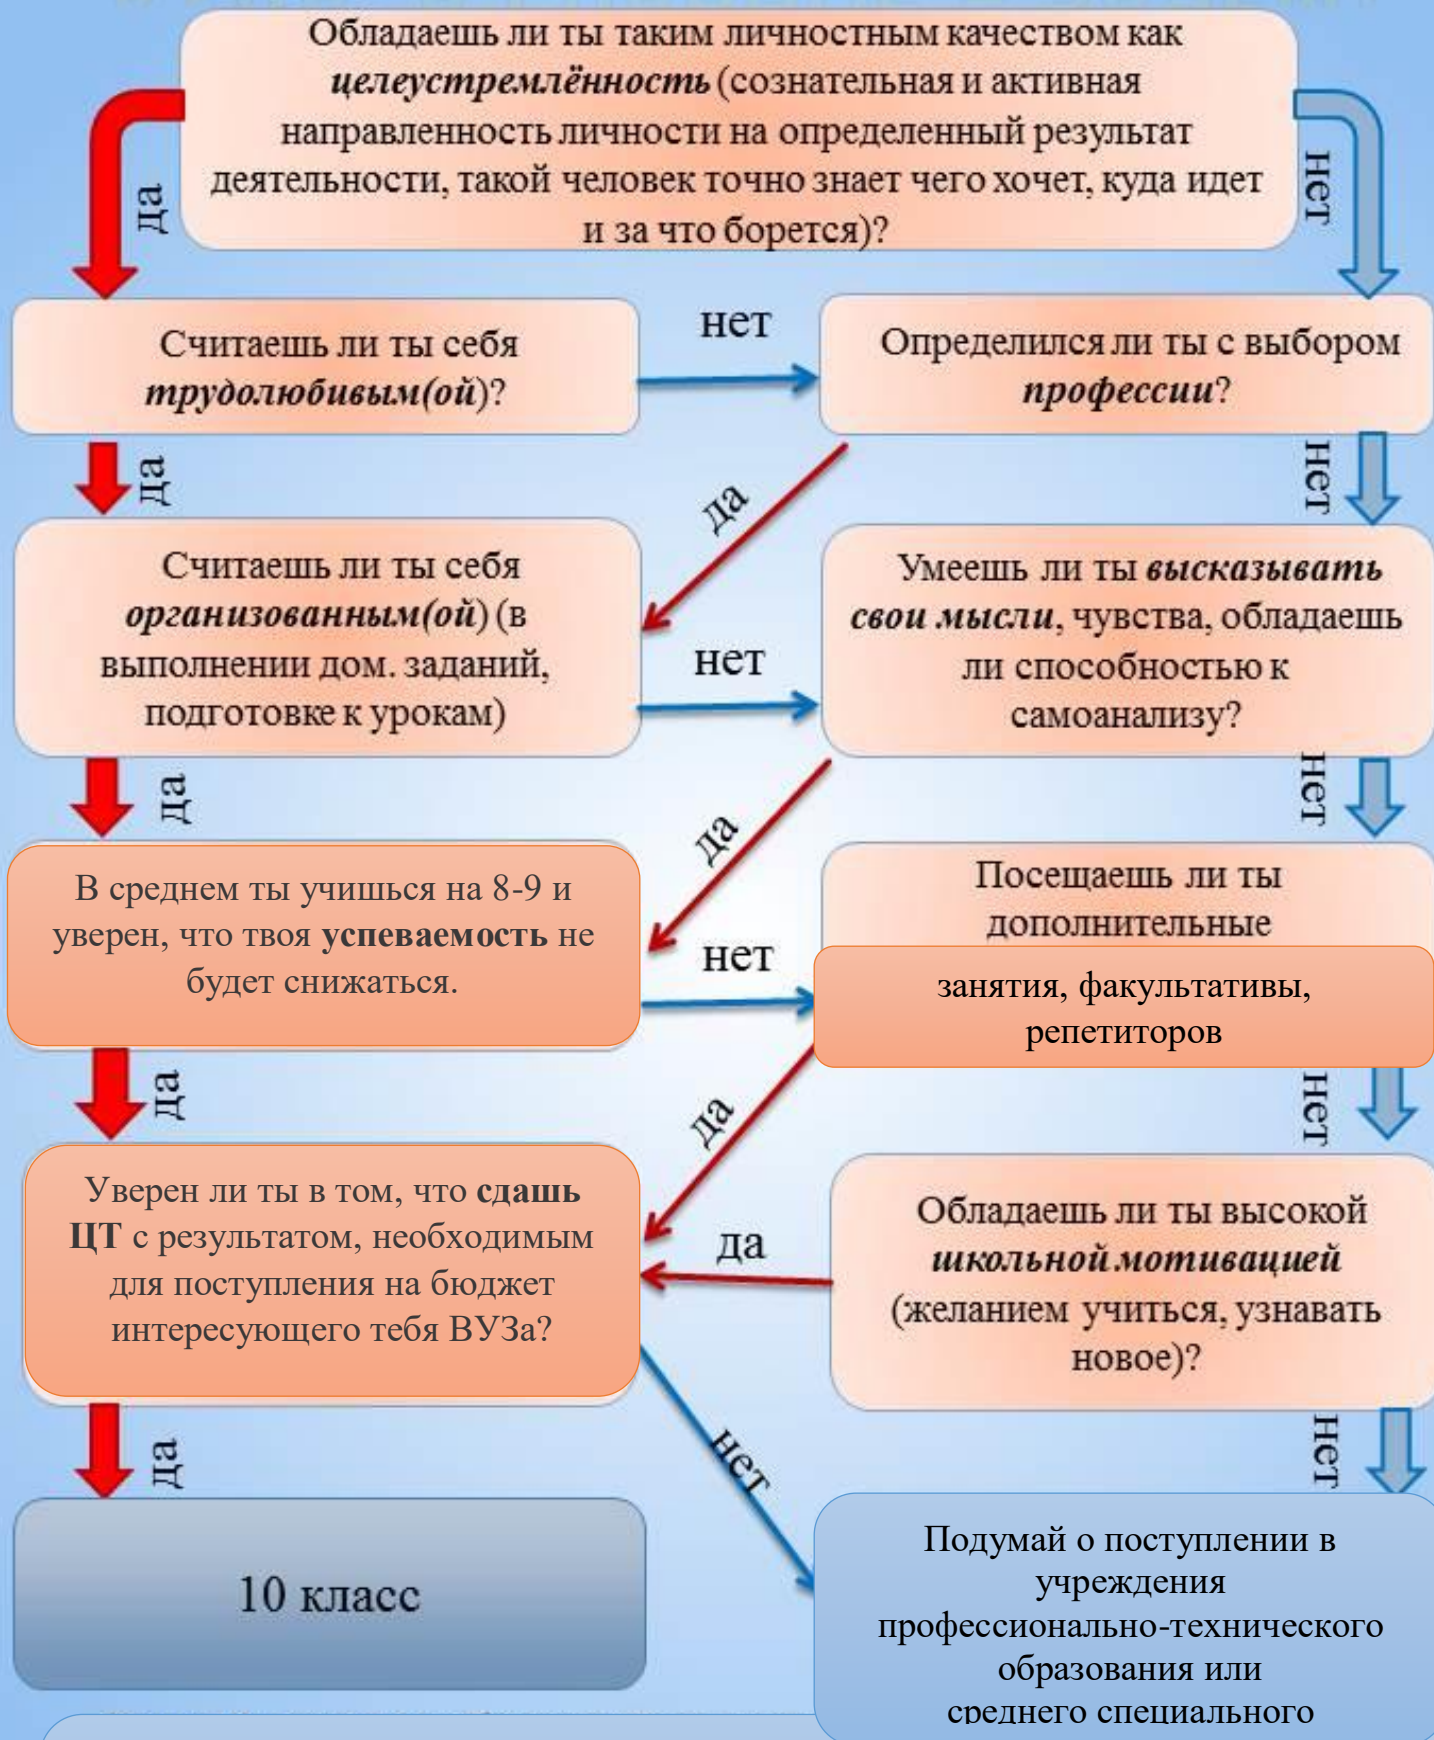 Обладаешь ли ты таким личностным качеством как
целеустремлённость (сознательная и активная
направленность личности на определенный результат
деятельности, такой человек точно знает чего хочет, куда идет
и за что борется)?
да
нет
Считаешь ли ты себя
трудолюбивым(ой)?
нет
Определился ли ты с выбором
профессии?
да
да
нет
Считаешь ли ты себя
организованным(ой) (в
выполнении дом. заданий,
подготовке к урокам)
нет
Умеешь ли ты высказывать
свои мысли, чувства, обладаешь
ли способностью к
самоанализу?
да
да
нет
В среднем ты учишься на 8-9 и
уверен, что твоя успеваемость не
будет снижаться.
нет
Посещаешь ли ты
дополнительные
занятия, факультативы,
репетиторов
да
да
нет
Уверен ли ты в том, что сдашь
ЦТ с результатом, необходимым
для поступления на бюджет
интересующего тебя ВУЗа?
да
Обладаешь ли ты высокой
школьной мотивацией
(желанием учиться, узнавать
новое)?
да
нет
нет
10 класс
Подумай о поступлении в
учреждения
профессионально-технического
образования или
среднего специального